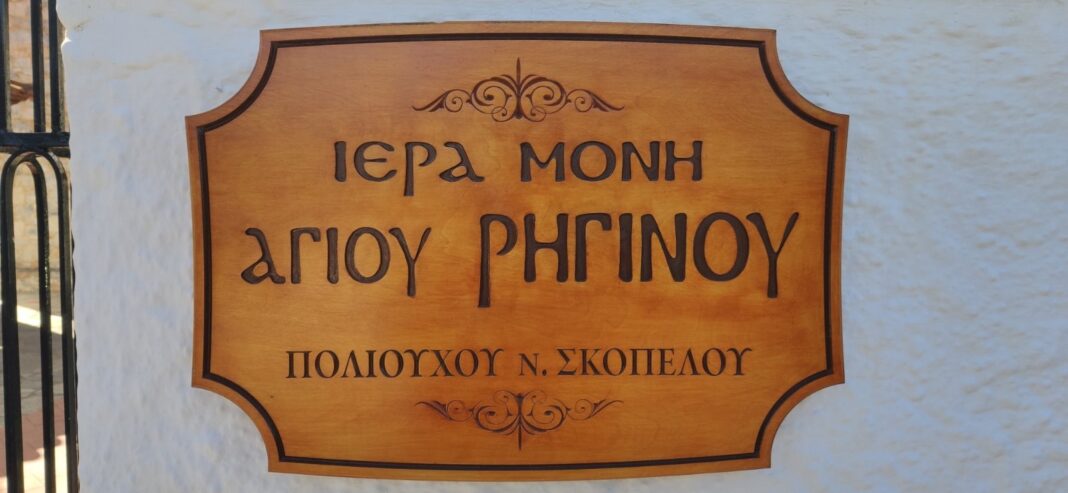 ΙΕΡΑ ΜΟΝΗ
ΑΓΙΟΥ ΡΗΓΙΝΟΥ
ΠΟΛΙΟΥΧΟΥ Ν. ΣΚΟΠΕΛΟΥ